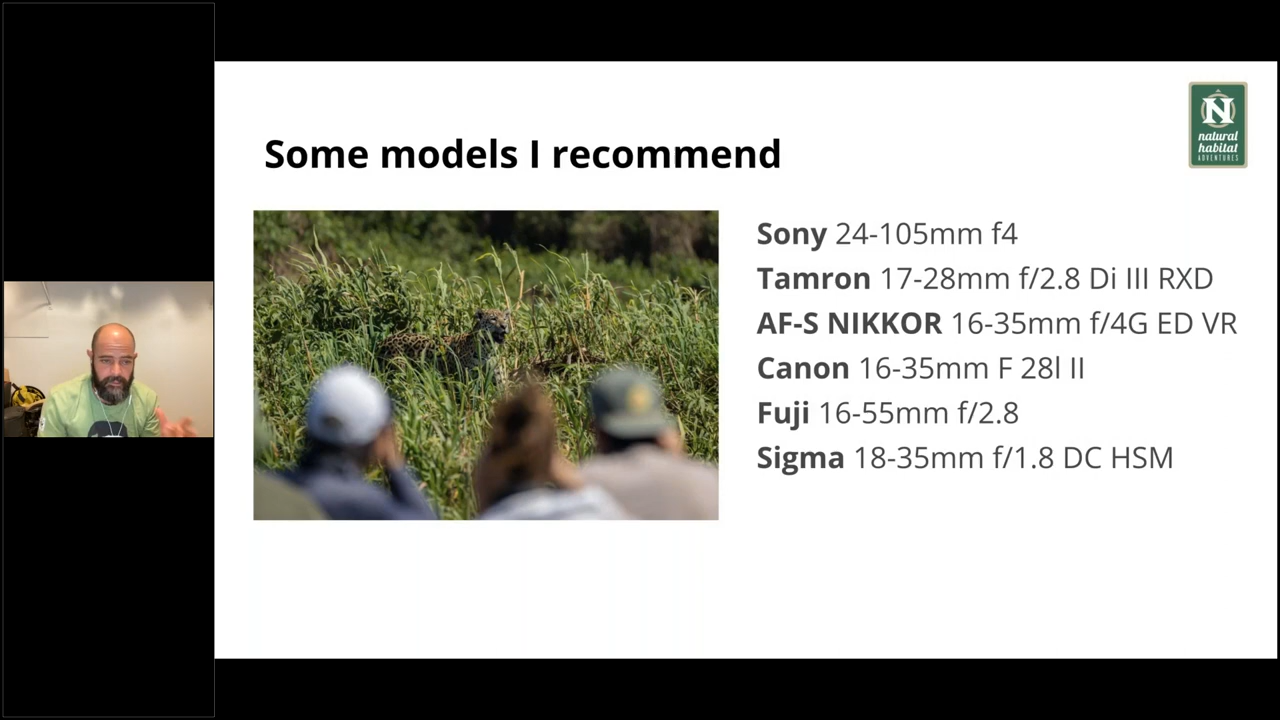 Some models I recommend
N
natural
habitat
ADVENTURES
Sony 24-105mm f4
Tamron 17-28mm f/2.8 Di III RXD
AF-S NIKKOR 16-35mm f/4G ED VR
Canon 16-35mm F 28l II
Fuji 16-55mm f/2.8
Sigma 18-35mm f/1.8 DC HSM